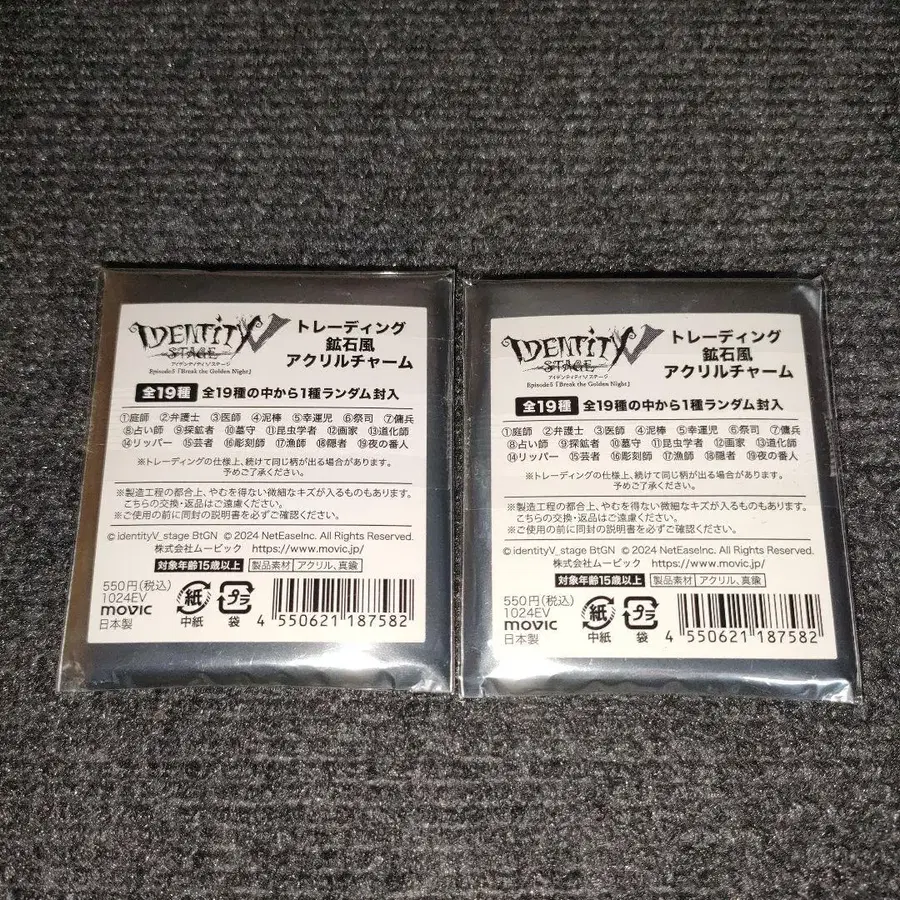 IDENTITY V
STAGE
アイデンティティVステージ
Episode5『Break the Golden Night』
トレーディング
鉱石風
アクリルチャーム
全19種 全19種の中から1種ランダム封入
①庭師 ②弁護士 ③医師 ④泥棒 ⑤幸運児 ⑥祭司 ⑦傭兵
⑧占い師 ⑨探鉱者 ⑩墓守 ⑪昆虫学者 ⑫画家 ⑬道化師
⑭リッパー ⑮芸者 ⑯彫刻師 ⑰漁師 ⑱隠者 ⑲夜の番人
※トレーディングの仕様上、続けて同じ柄が出る場合があります。
予めご了承ください。
※製造工程の都合上、やむを得ない微細なキズが入るものもあります。
こちらの交換・返品はご遠慮ください。
※ご使用の前に同封の説明書を必ずご確認ください。
© identityV_stage BtGN © 2024 NetEaseInc. All Rights Reserved.
株式会社ムービック https://www.movic.jp/
対象年齢15歳以上 製品素材 アクリル、真鍮
550円(税込)
1024EV
movic
日本製
紙
中紙
プラ
袋
4 550621 187582
IDENTITY V
STAGE
アイデンティティVステージ
Episode5『Break the Golden Night』
トレーディング
鉱石風
アクリルチャーム
全19種 全19種の中から1種ランダム封入
①庭師 ②弁護士 ③医師 ④泥棒 ⑤幸運児 ⑥祭司 ⑦傭兵
⑧占い師 ⑨探鉱者 ⑩墓守 ⑪昆虫学者 ⑫画家 ⑬道化師
⑭リッパー ⑮芸者 ⑯彫刻師 ⑰漁師 ⑱隠者 ⑲夜の番人
※トレーディングの仕様上、続けて同じ柄が出る場合があります。
予めご了承ください。
※製造工程の都合上、やむを得ない微細なキズが入るものもあります。
こちらの交換・返品はご遠慮ください。
※ご使用の前に同封の説明書を必ずご確認ください。
© identityV_stage BtGN © 2024 NetEaseInc. All Rights Reserved.
株式会社ムービック https://www.movic.jp/
対象年齢15歳以上 製品素材 アクリル、真鍮
550円(税込)
1024EV
movic
日本製
紙
中紙
プラ
袋
4 550621 187582